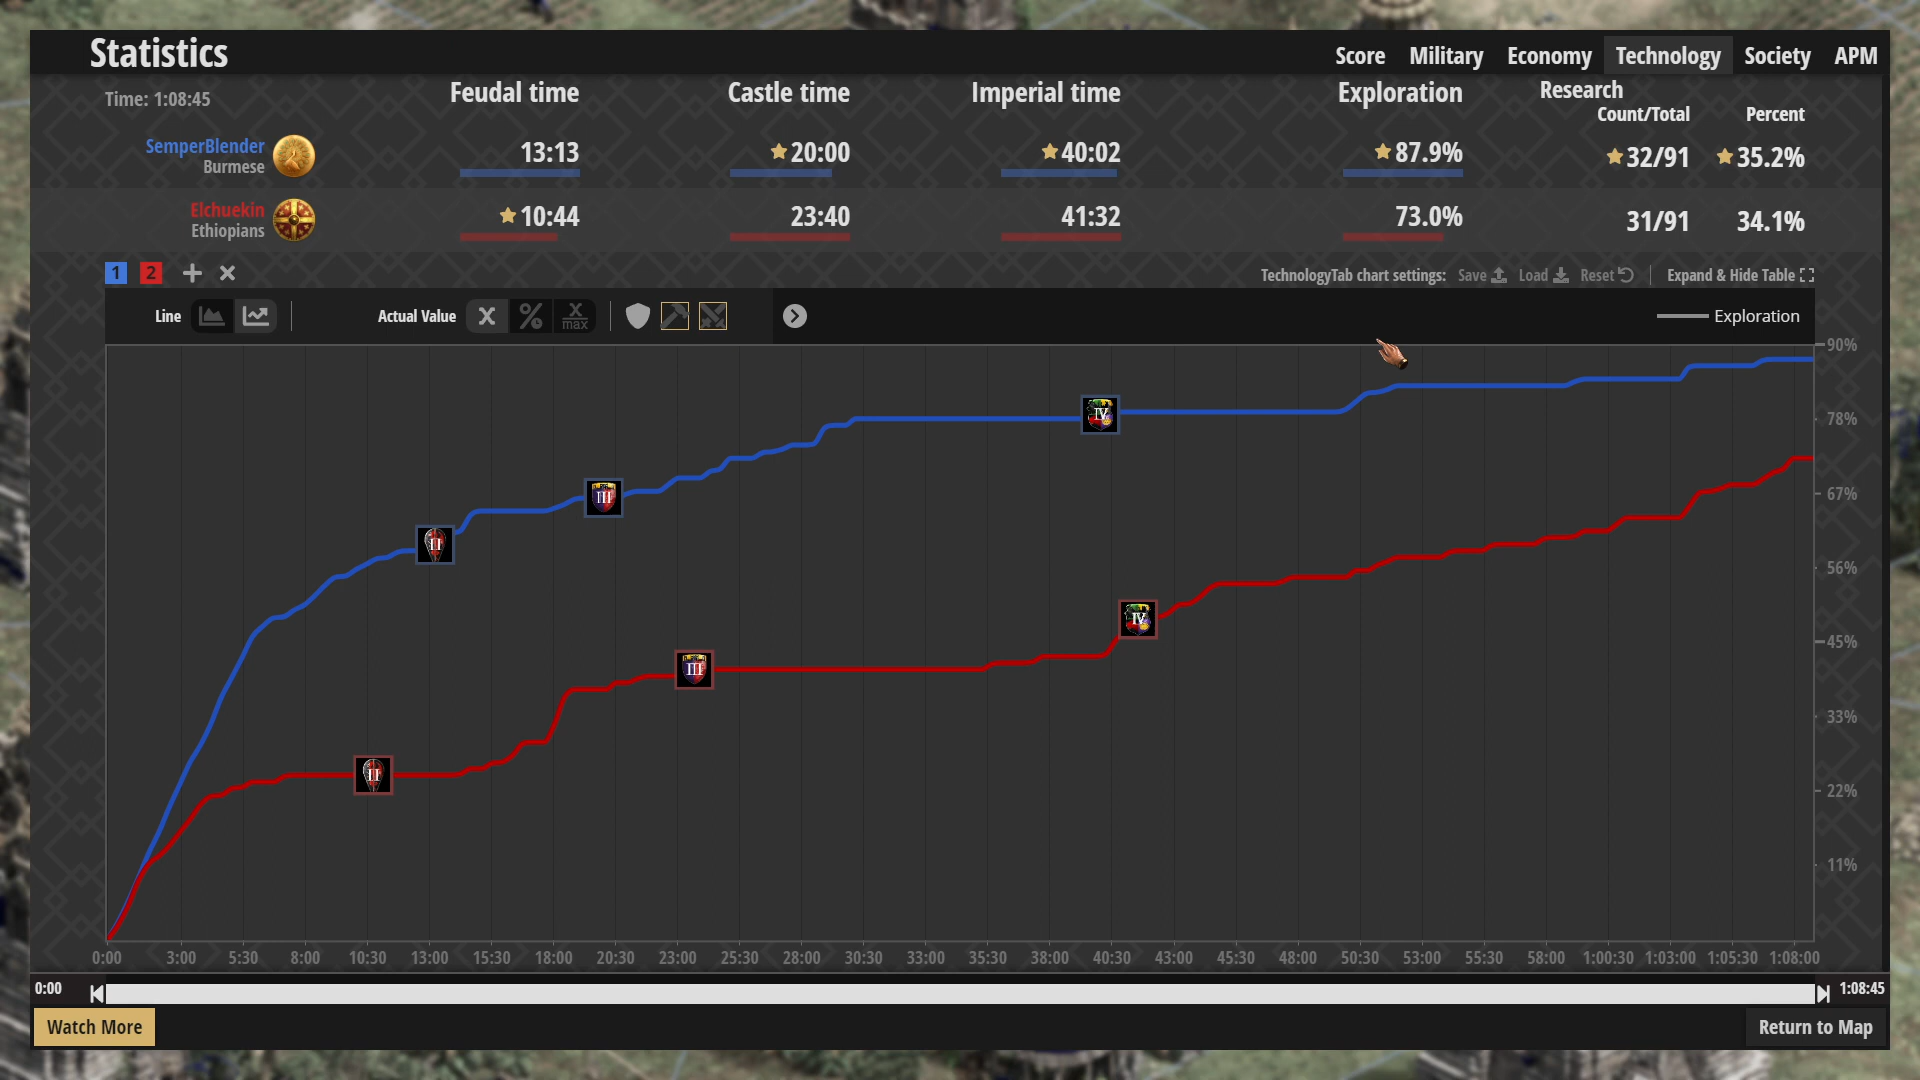 Statistics
Score Military Economy Technology Society APM
Time: 1:08:45 Feudal time Castle time Imperial time Exploration Research
Count/Total Percent
SemperBlender
Burmese
13:13 20:00 40:02 87.9% 32/91 35.2%
Elchuekin
Ethiopians
10:44 23:40 41:32 73.0% 31/91 34.1%
1 2
TechnologyTab chart settings: Save Load Reset Expand & Hide Table
Line Actual Value X % X max Exploration
90%
78%
67%
56%
45%
33%
22%
11%
IV
III
II
IV
III
II
0:00 3:00 5:30 8:00 10:30 13:00 15:30 18:00 20:30 23:00 25:30 28:00 30:30 33:00 35:30 38:00 40:30 43:00 45:30 48:00 50:30 53:00 55:30 58:00 1:00:30 1:03:00 1:05:30 1:08:00
0:00 1:08:45
Watch More Return to Map